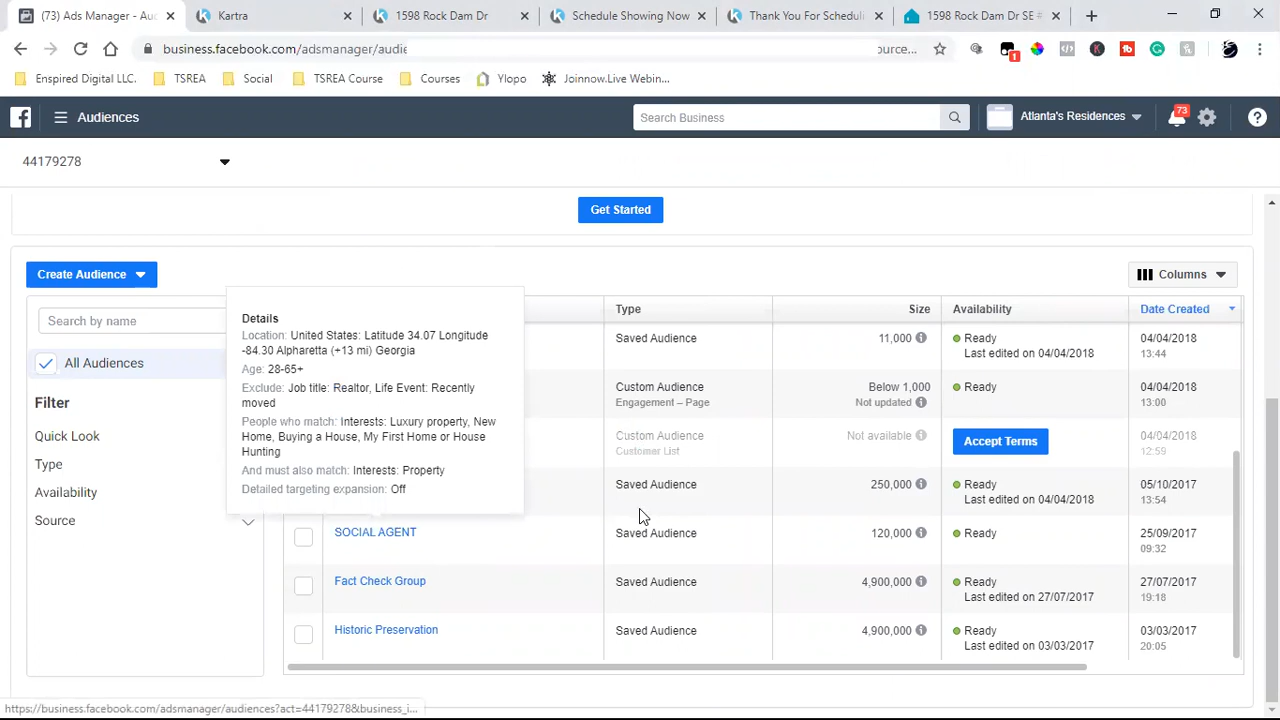 (73) Ads Manager - Aud
Kartra
1598 Rock Dam Dr
Schedule Showing Now
Thank You For Scheduli
1598 Rock Dam Dr SE #
business.facebook.com/adsmanager/audie
ource...
1
Enspired Digital LLC.
TSREA
Social
TSREA Course
Courses
Ylopo
Joinnow.Live Webin...
Audiences
Search Business
Atlanta's Residences
73
44179278
Get Started
Create Audience
Columns
Search by name
All Audiences
Filter
Quick Look
Type
Availability
Source
Details
Location: United States: Latitude 34.07 Longitude
-84.30 Alpharetta (+13 mi) Georgia
Age: 28-65+
Exclude: Job title: Realtor, Life Event: Recently
moved
People who match: Interests: Luxury property, New
Home, Buying a House, My First Home or House
Hunting
And must also match: Interests: Property
Detailed targeting expansion: Off
Type Size Availability Date Created
Saved Audience 11,000 Ready 04/04/2018
Last edited on 04/04/2018 13:44
Custom Audience Below 1,000 Ready 04/04/2018
Engagement – Page Not updated 13:00
Custom Audience Not available Accept Terms 04/04/2018
Customer List 12:59
Saved Audience 250,000 Ready 05/10/2017
Last edited on 04/04/2018 13:54
SOCIAL AGENT Saved Audience 120,000 Ready 25/09/2017
09:32
Fact Check Group Saved Audience 4,900,000 Ready 27/07/2017
Last edited on 27/07/2017 19:18
Historic Preservation Saved Audience 4,900,000 Ready 03/03/2017
Last edited on 03/03/2017 20:05
https://business.facebook.com/adsmanager/audiences?act=44179278&business_i...